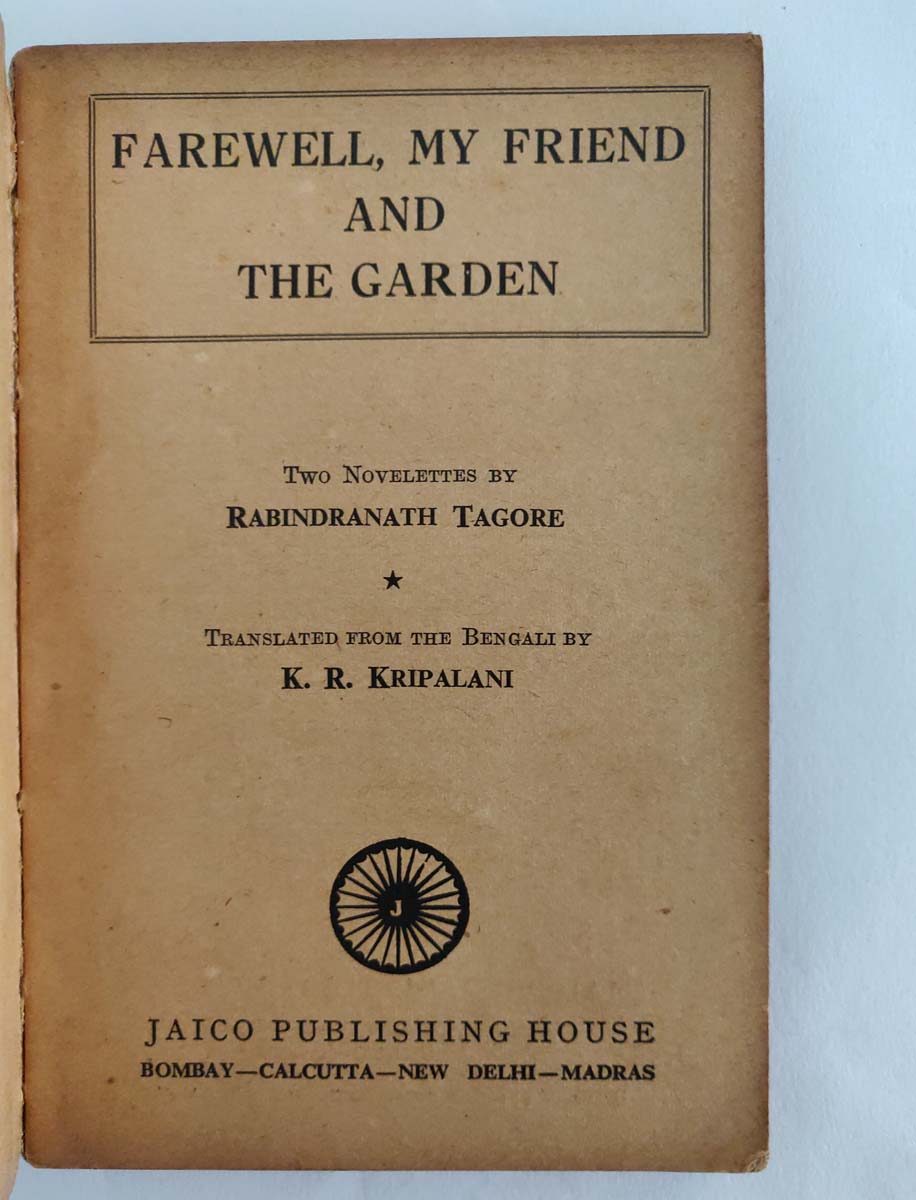 FAREWELL, MY FRIEND
AND
THE GARDEN
TWO NOVELETTES BY
RABINDRANATH TAGORE
★
TRANSLATED FROM THE BENGALI BY
K. R. KRIPALANI
J
JAICO PUBLISHING HOUSE
BOMBAY—CALCUTTA—NEW DELHI—MADRAS